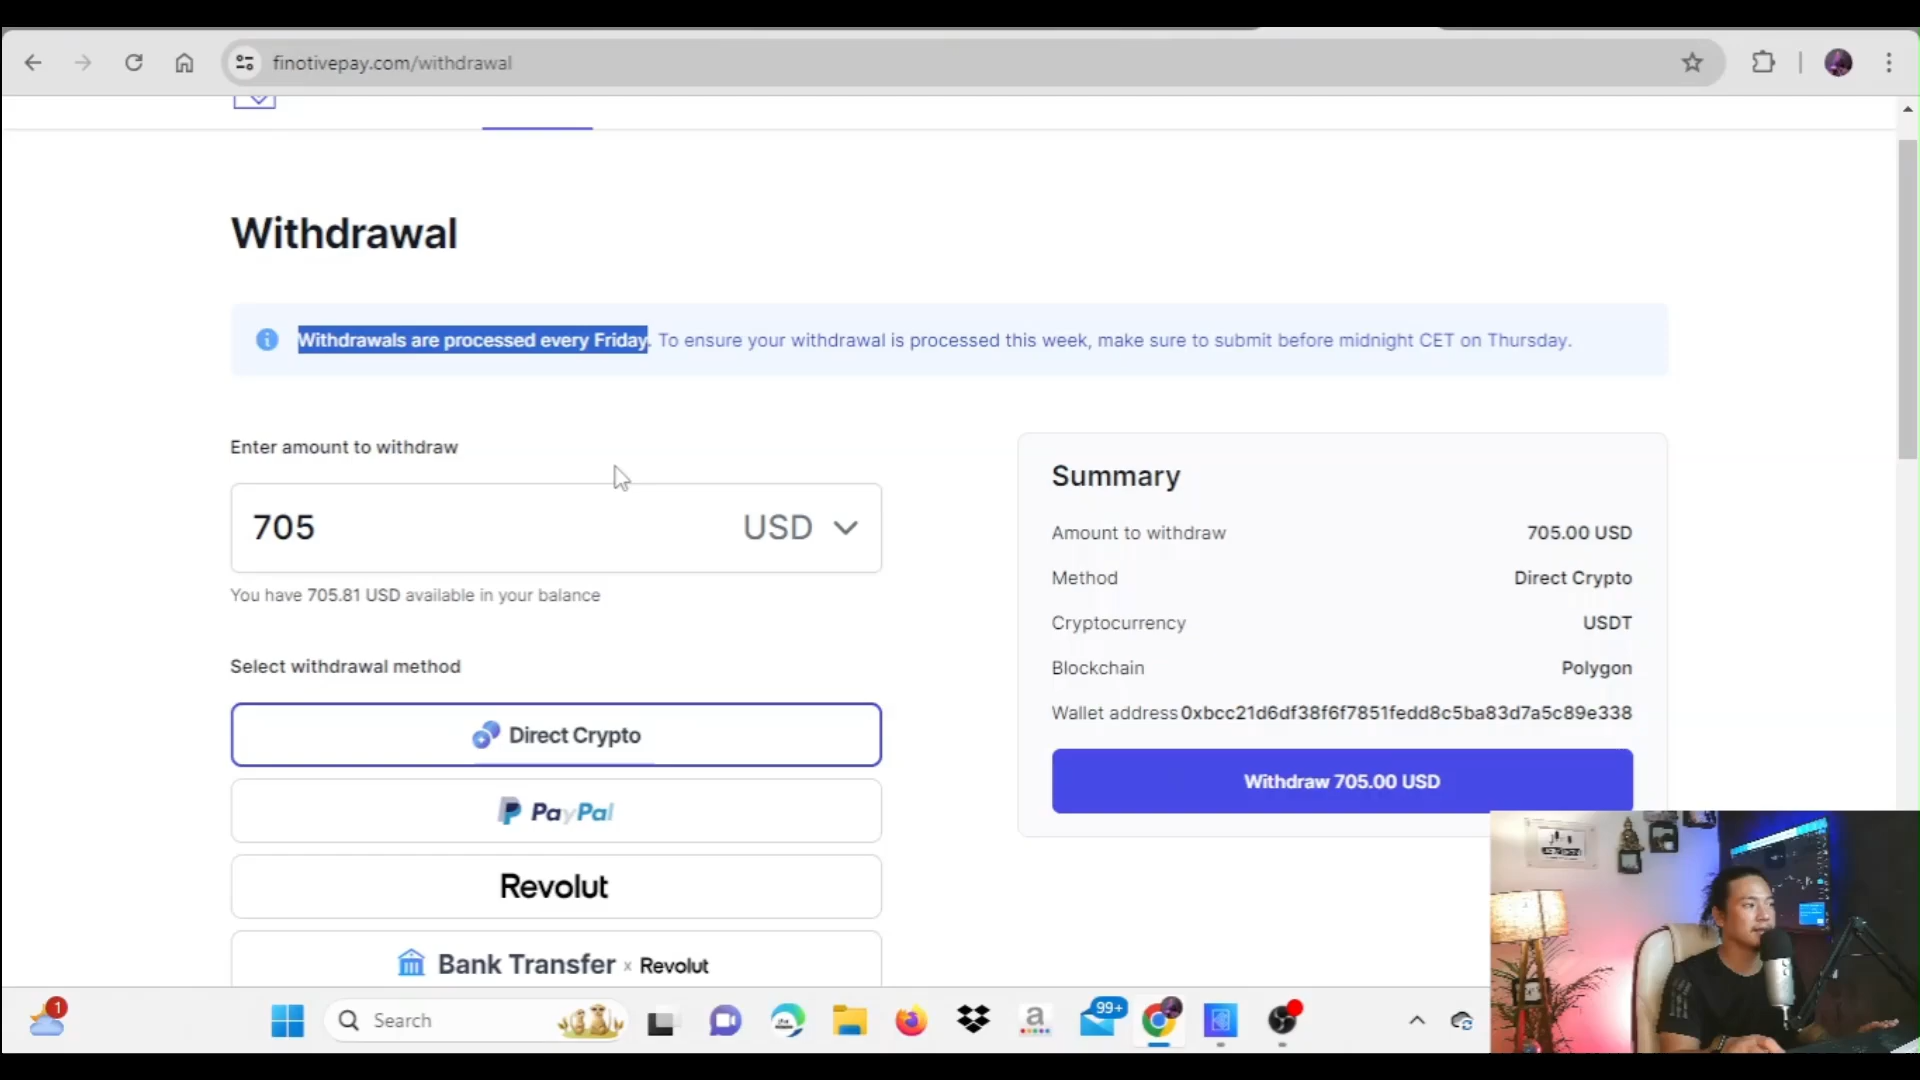 finotivepay.com/withdrawal
Withdrawal
Withdrawals are processed every Friday. To ensure your withdrawal is processed this week, make sure to submit before midnight CET on Thursday.
Enter amount to withdraw
705 USD
You have 705.81 USD available in your balance
Select withdrawal method
Direct Crypto
PayPal
Revolut
Bank Transfer x Revolut
Summary
Amount to withdraw 705.00 USD
Method Direct Crypto
Cryptocurrency USDT
Blockchain Polygon
Wallet address 0xbcc21d6df38f6f7851fedd8c5ba83d7a5c89e338
Withdraw 705.00 USD
1
Search
a
99+